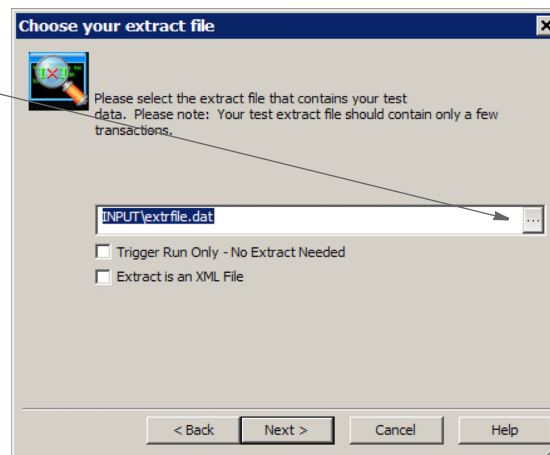 Choose your extract file
Please select the extract file that contains your test
data. Please note: Your test extract file should contain only a few
transactions.
INPUT\extrfile.dat
...
Trigger Run Only - No Extract Needed
Extract is an XML File
< Back
Next >
Cancel
Help